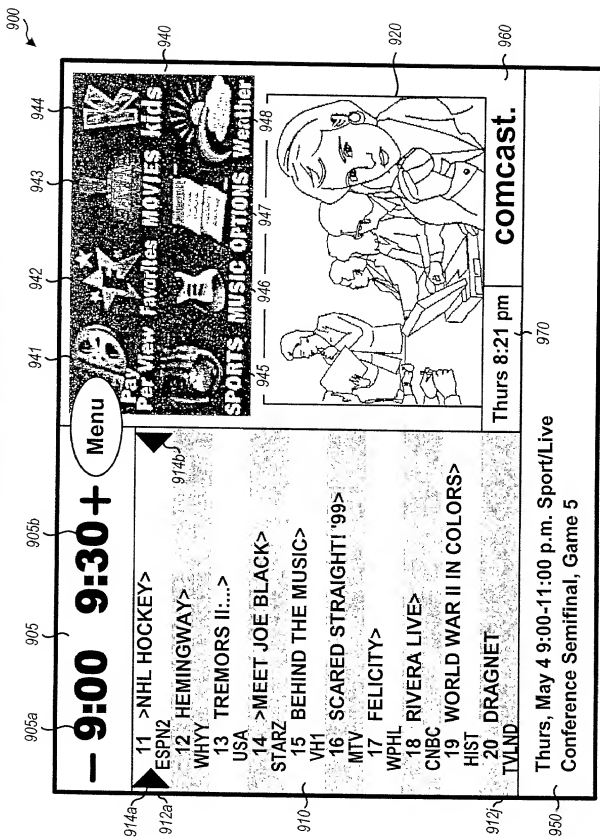 900
905a
905
905b
941
942
943
944
940
– 9:00 9:30+
Menu
914a
914b
912a
11 >NHL HOCKEY>
ESPN2
12 HEMINGWAY>
WHYY
13 TREMORS II:...>
USA
14 >MEET JOE BLACK>
STARZ
15 BEHIND THE MUSIC>
VH1
16 SCARED STRAIGHT! '99>
MTV
17 FELICITY>
WPHL
18 RIVERA LIVE>
CNBC
19 WORLD WAR II IN COLORS>
HIST
20 DRAGNET
TVLND
910
912j
Pay
Per View Favorites MOVIES kids
K
SPORTS MUSIC OPTIONS Weather
945
946
947
948
920
Thurs 8:21 pm
comcast.
960
970
Thurs, May 4 9:00-11:00 p.m. Sport/Live
Conference Semifinal, Game 5
950